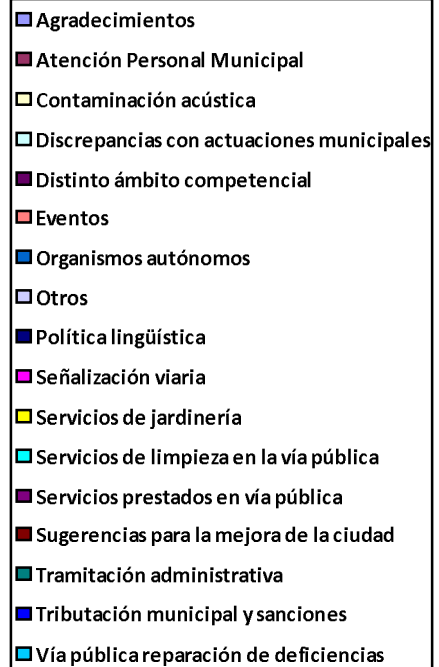 Agradecimientos
Atención Personal Municipal
Contaminación acústica
Discrepancias con actuaciones municipales
Distinto ámbito competencial
Eventos
Organismos autónomos
Otros
Política lingüística
Señalización viaria
Servicios de jardinería
Servicios de limpieza en la vía pública
Servicios prestados en vía pública
Sugerencias para la mejora de la ciudad
Tramitación administrativa
Tributación municipal y sanciones
Vía pública reparación de deficiencias